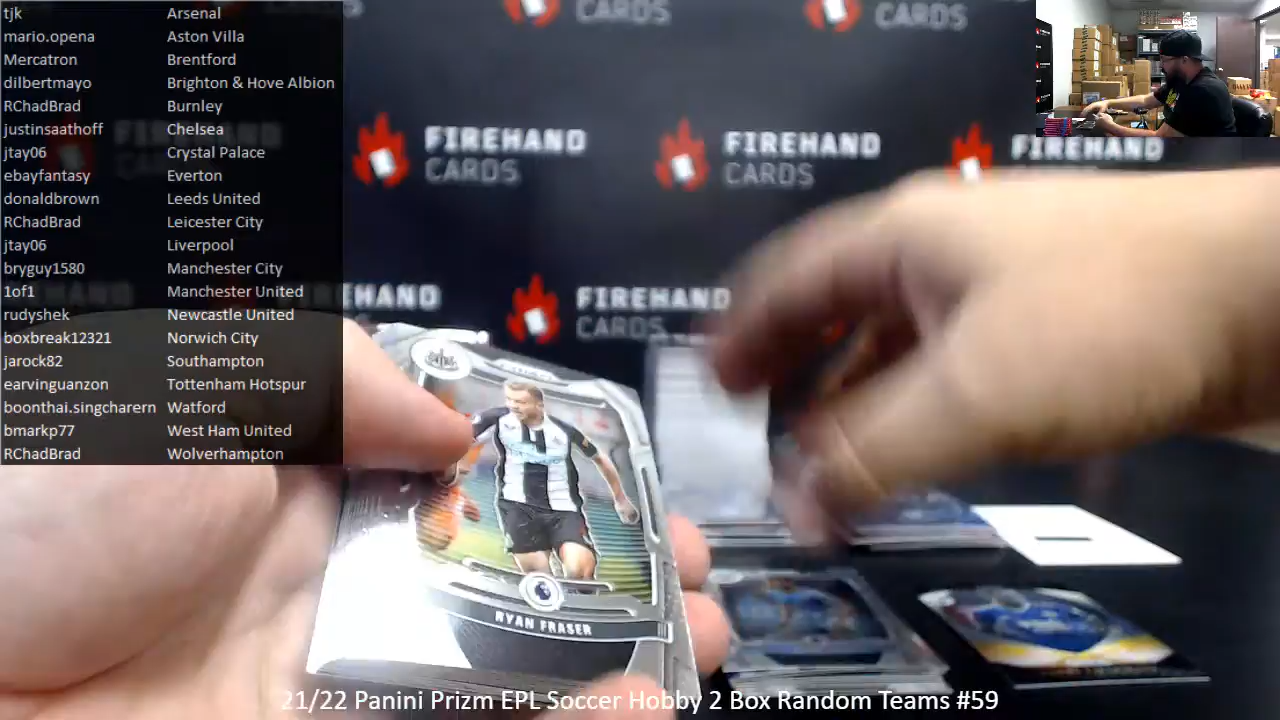 tjk Arsenal
mario.opena Aston Villa
Mercatron Brentford
dilbertmayo Brighton & Hove Albion
RChadBrad Burnley
justinsaathoff Chelsea
jtay06 Crystal Palace
ebayfantasy Everton
donaldbrown Leeds United
RChadBrad Leicester City
jtay06 Liverpool
bryguy1580 Manchester City
1of1 Manchester United
rudyshek Newcastle United
boxbreak12321 Norwich City
jarock82 Southampton
earvinguanzon Tottenham Hotspur
boonthai.singcharern Watford
bmarkp77 West Ham United
RChadBrad Wolverhampton
CARDS
CARDS
FIREHAND
CARDS
FIREHAND
CARDS
FIREHAND
FIREHAND
CARDS
RYAN FRASER
21/22 Panini Prizm EPL Soccer Hobby 2 Box Random Teams #59